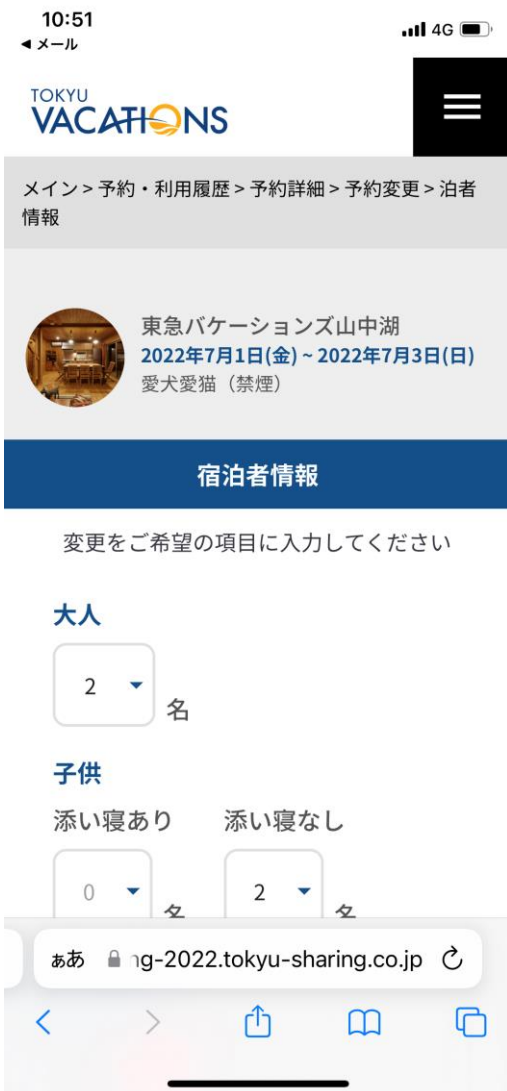 10:51
4G
◀ メール
TOKYU
VACATIONS
メイン > 予約・利用履歴 > 予約詳細 > 予約変更 > 泊者
情報
東急バケーションズ山中湖
2022年7月1日(金) ~ 2022年7月3日(日)
愛犬愛猫（禁煙）
宿泊者情報
変更をご希望の項目に入力してください
大人
2 名
子供
添い寝あり 添い寝なし
0 名 2 名
ぁあ ng-2022.tokyu-sharing.co.jp